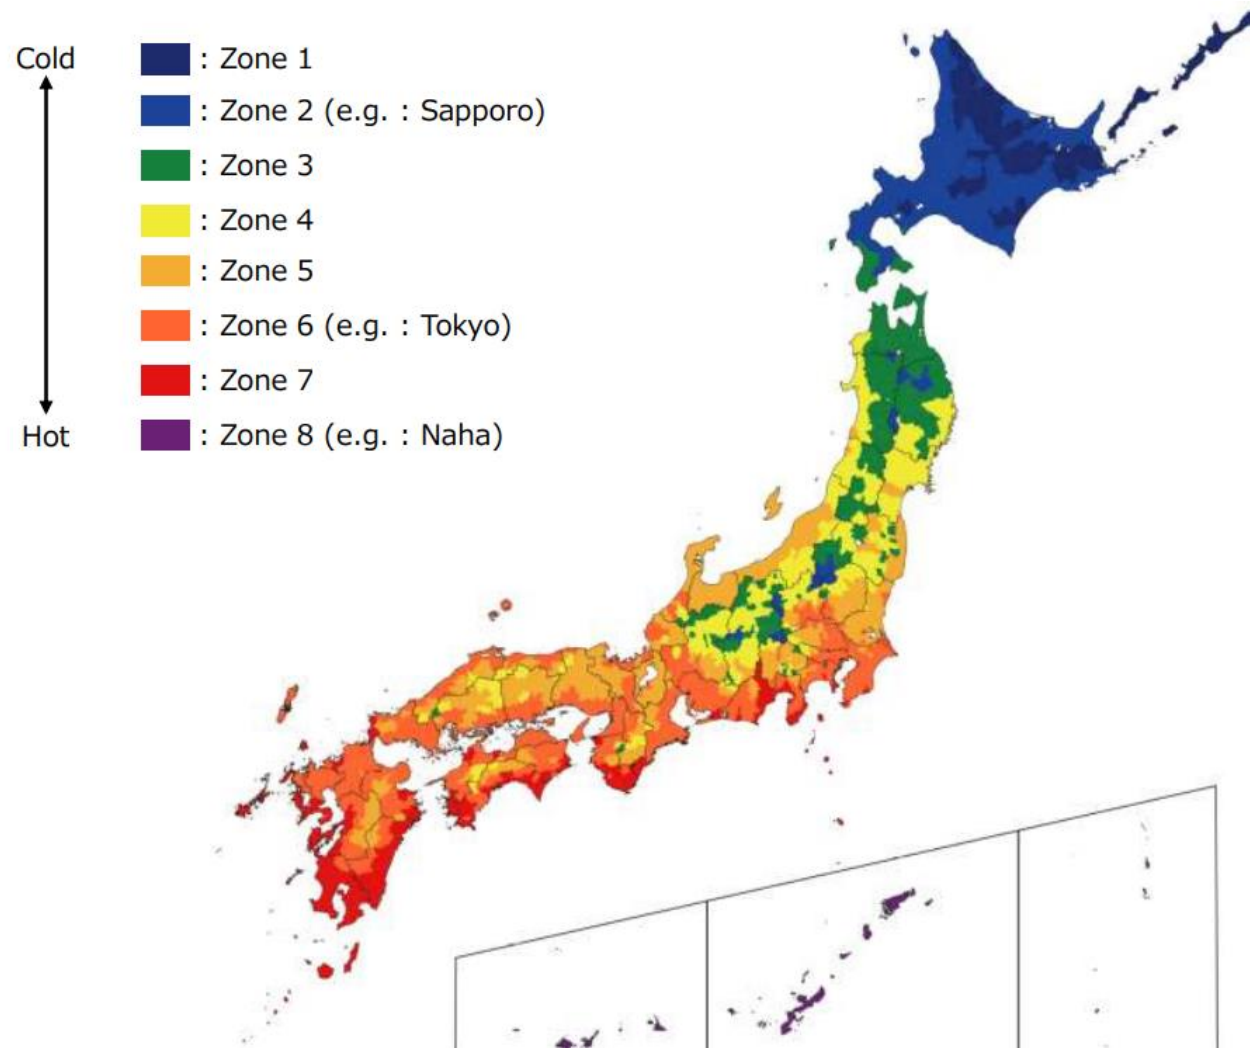 Cold
: Zone 1
: Zone 2 (e.g. : Sapporo)
: Zone 3
: Zone 4
: Zone 5
: Zone 6 (e.g. : Tokyo)
: Zone 7
Hot
: Zone 8 (e.g. : Naha)